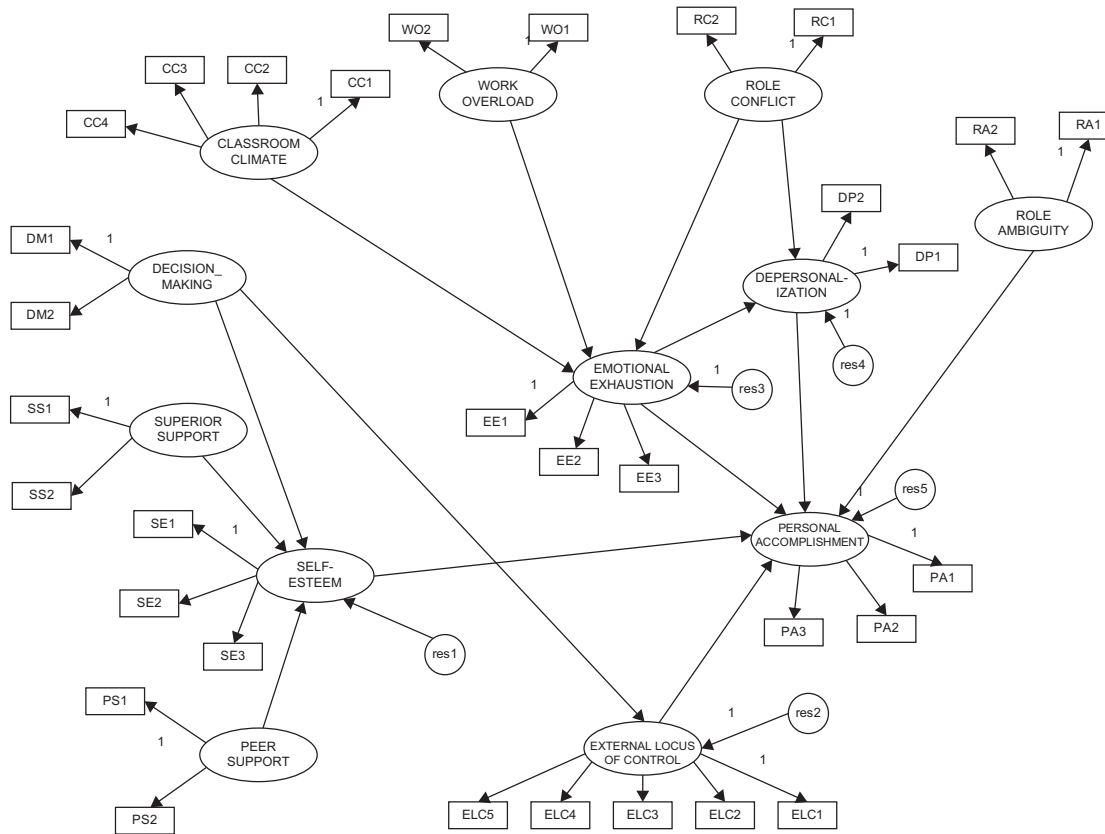 RC2
RC1
1
WO2
WO1
1
CC3
CC2
CC1
1
CC4
WORK
OVERLOAD
ROLE
CONFLICT
CLASSROOM
CLIMATE
RA2
RA1
1
DP2
ROLE
AMBIGUITY
DM1
1
DECISION_
MAKING
DM2
1
DP1
DEPERSONAL-
IZATION
1
res4
EMOTIONAL
EXHAUSTION
1
res3
1
EE1
EE2
EE3
SS1
1
SUPERIOR
SUPPORT
SS2
1
res5
SE1
1
PERSONAL
ACCOMPLISHMENT
1
PA1
SELF-
ESTEEM
SE2
SE3
res1
PA3
PA2
PS1
1
PEER
SUPPORT
PS2
1
res2
EXTERNAL LOCUS
OF CONTROL
1
ELC5
ELC4
ELC3
ELC2
ELC1